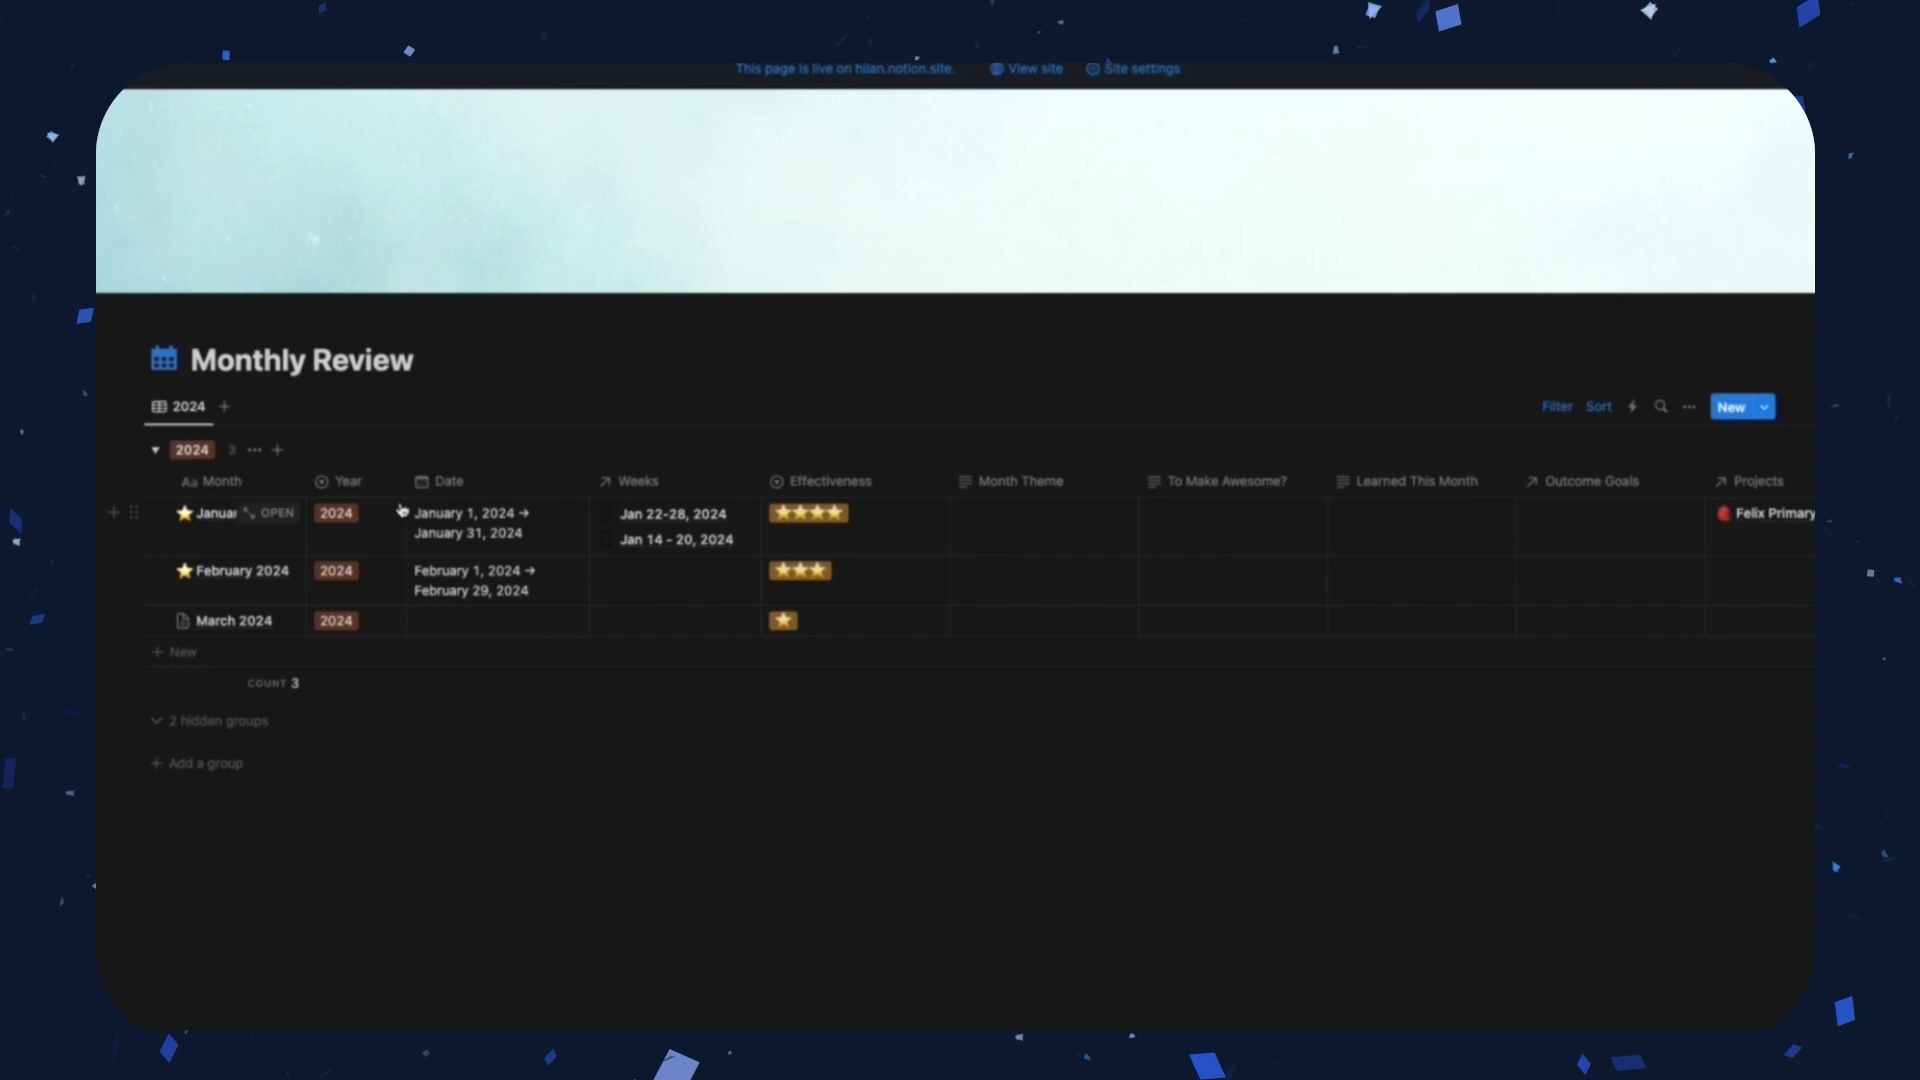 This page is live on hilan.notion.site. View site Site settings
Monthly Review
2024
Filter Sort New
2024 3
Aa Month Year Date Weeks Effectiveness Month Theme To Make Awesome? Learned This Month Outcome Goals Projects
Januar OPEN 2024 January 1, 2024 → Jan 22-28, 2024 Felix Primary
January 31, 2024 Jan 14 - 20, 2024
February 2024 2024 February 1, 2024 →
February 29, 2024
March 2024 2024
New
COUNT 3
2 hidden groups
Add a group